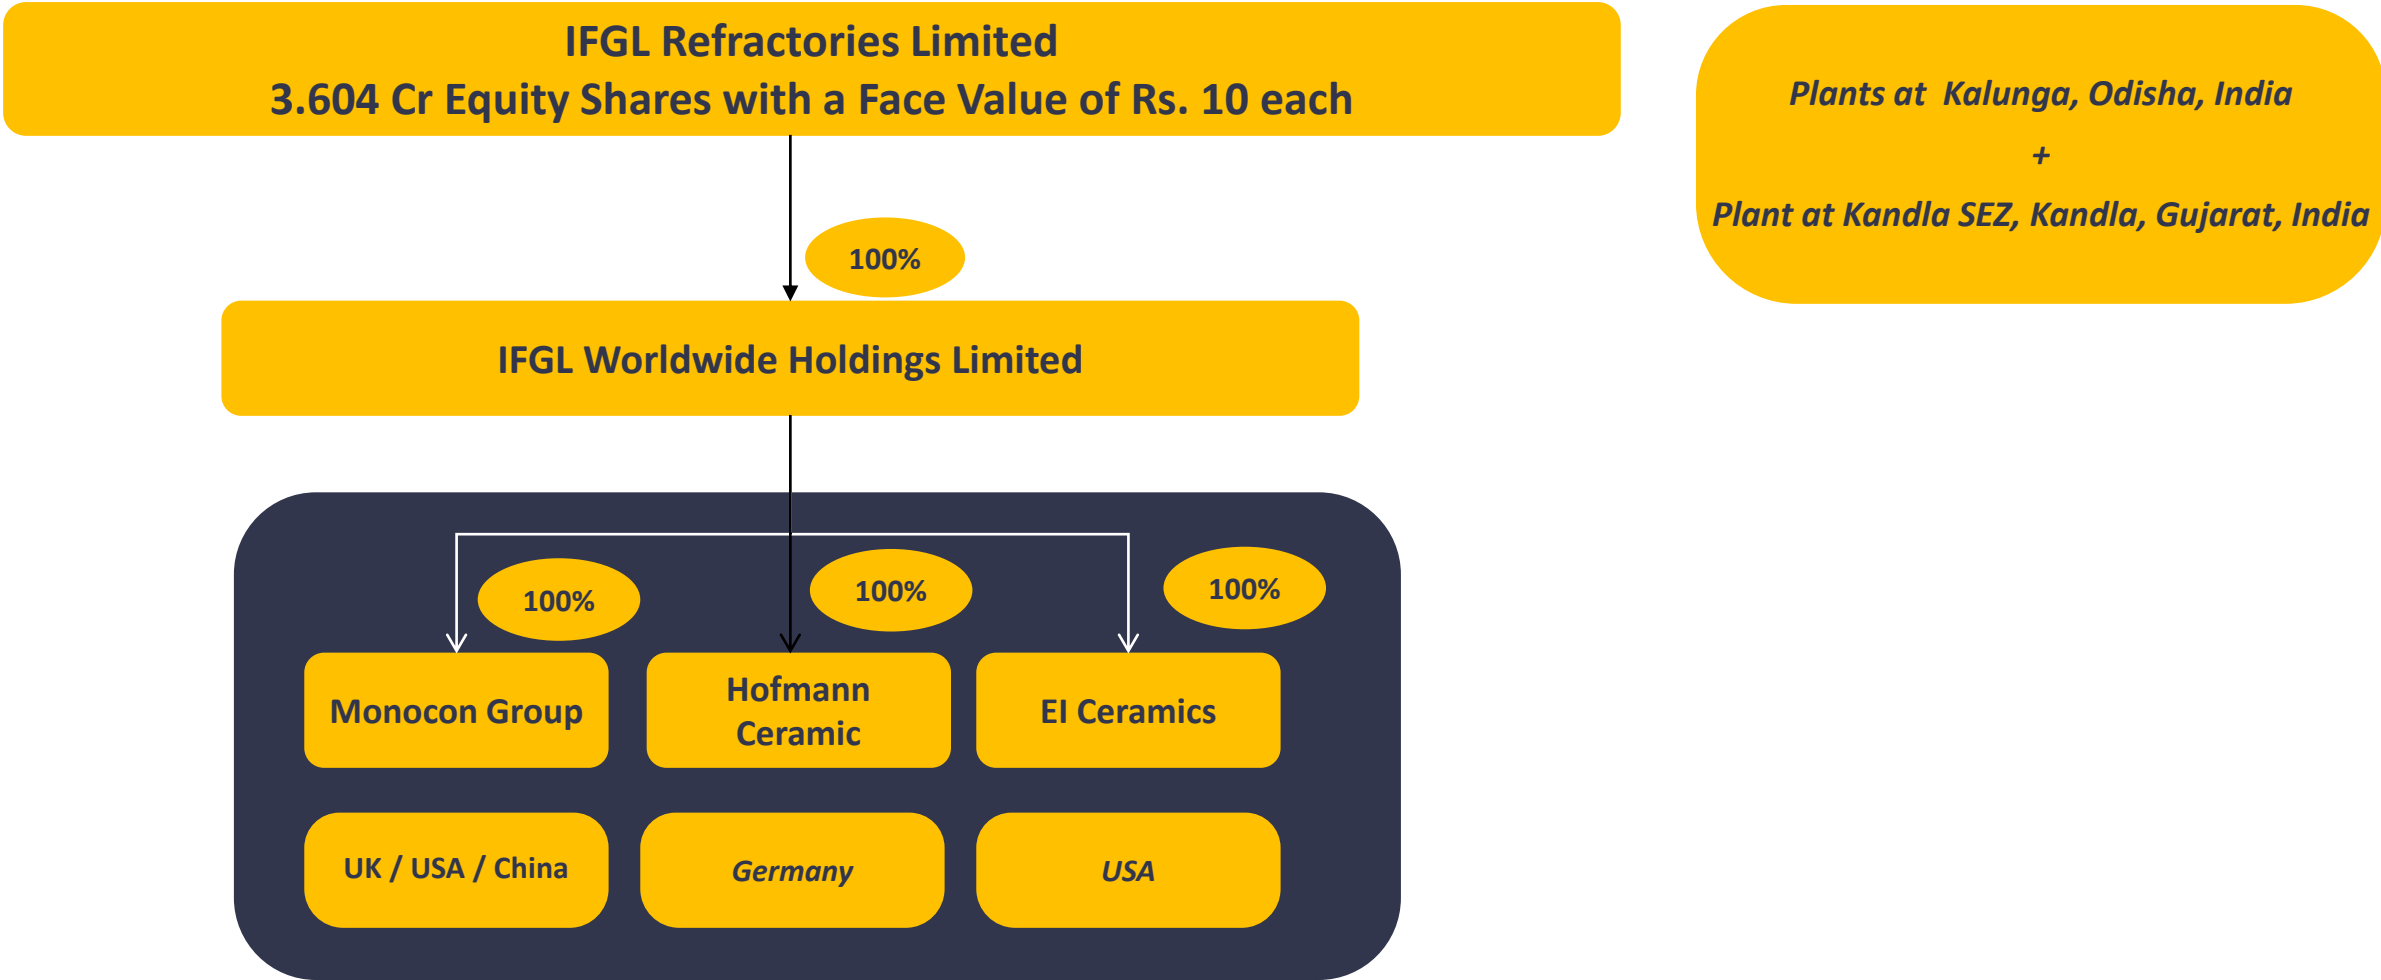 IFGL Refractories Limited
3.604 Cr Equity Shares with a Face Value of Rs. 10 each
Plants at Kalunga, Odisha, India
+
Plant at Kandla SEZ, Kandla, Gujarat, India
100%
IFGL Worldwide Holdings Limited
100%
100%
100%
Monocon Group
Hofmann
Ceramic
EI Ceramics
UK / USA / China
Germany
USA